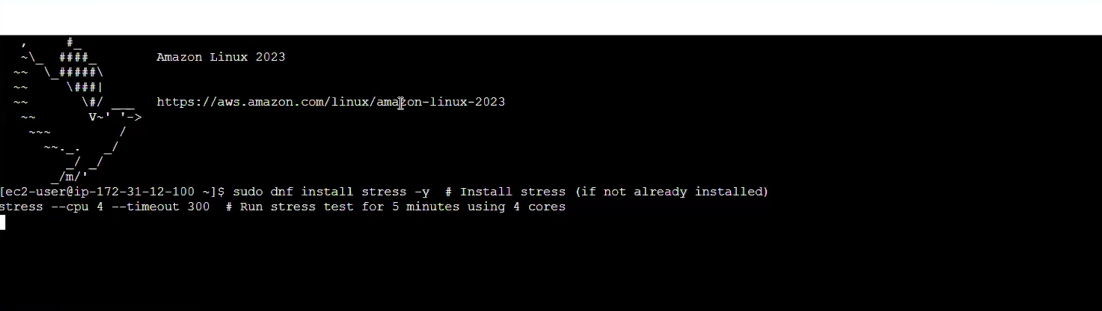 ,     #_
   ~\_  ####_        Amazon Linux 2023
  ~~  \_#####\
  ~~     \###|
  ~~       \#/ ___   https://aws.amazon.com/linux/amazon-linux-2023
   ~~       V~' '->
    ~~~         /
      ~~._.   _/
         _/ _/
       _/m/'
[ec2-user@ip-172-31-12-100 ~]$ sudo dnf install stress -y  # Install stress (if not already installed)
stress --cpu 4 --timeout 300  # Run stress test for 5 minutes using 4 cores